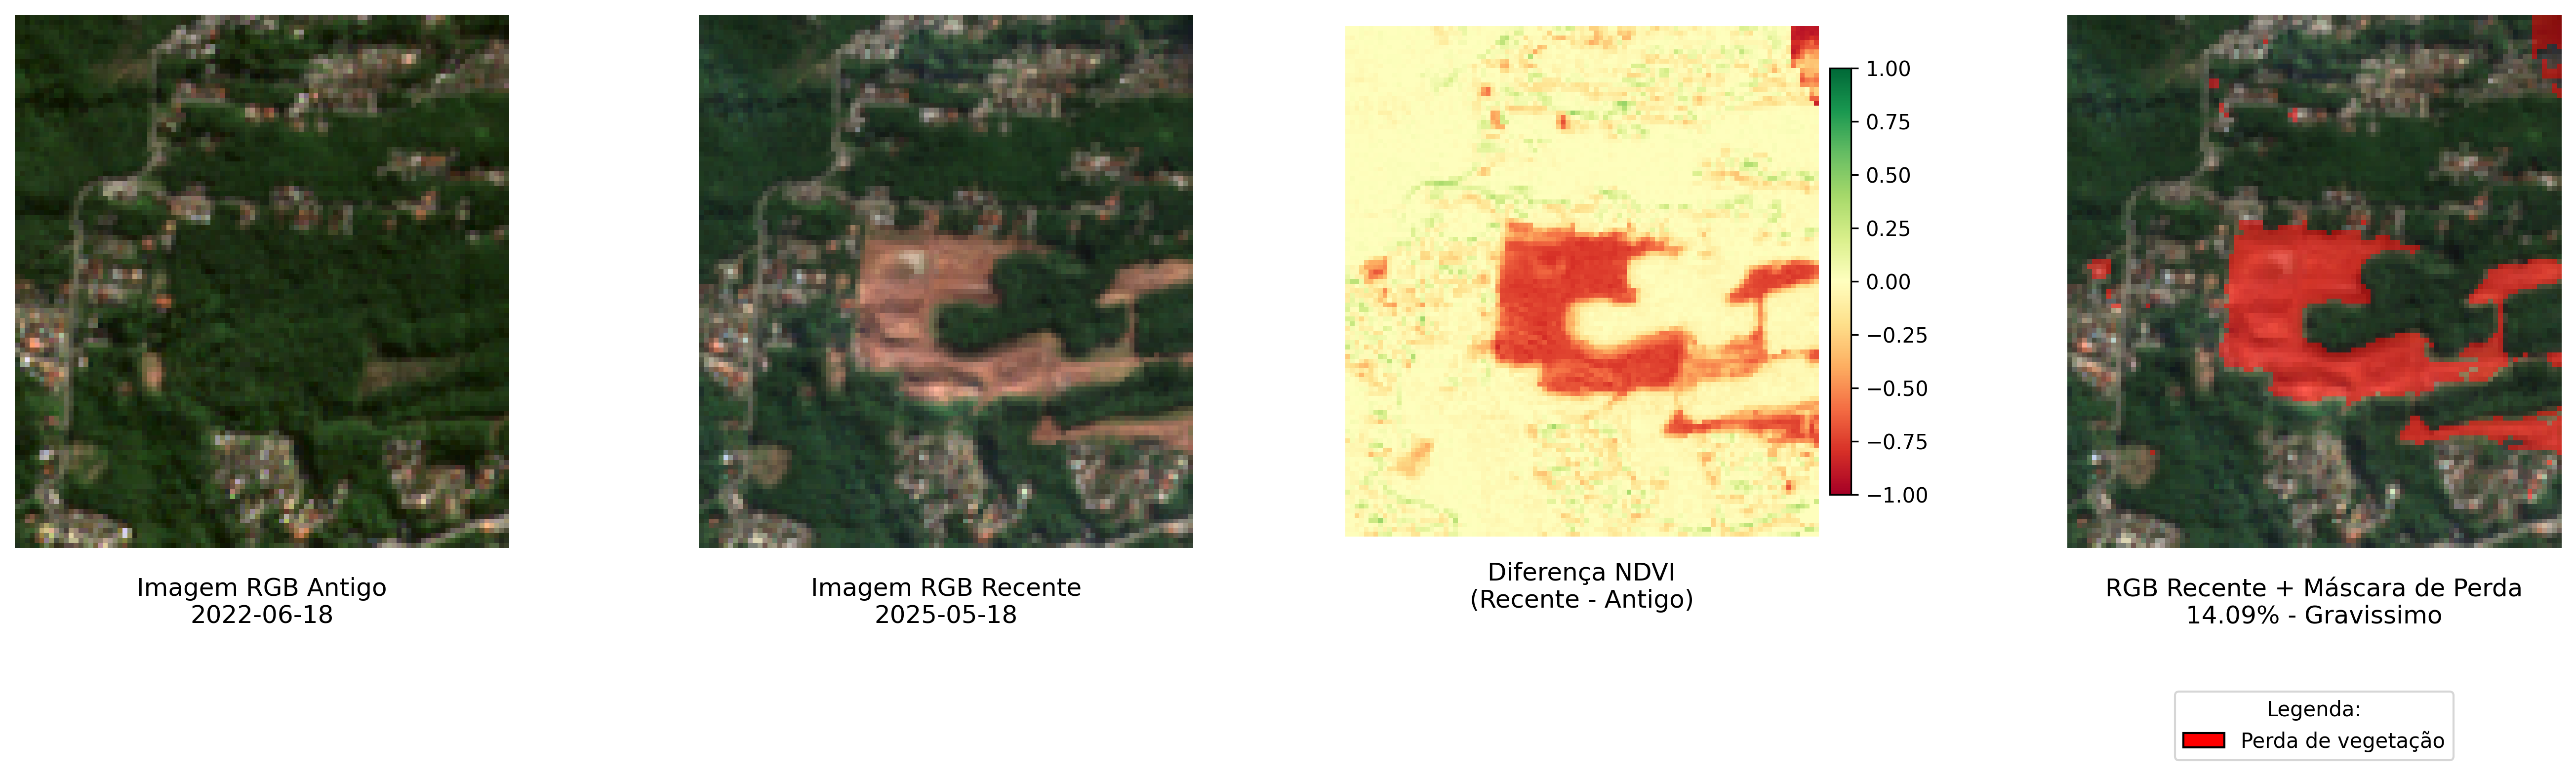 Imagem RGB Antigo
2022-06-18
Imagem RGB Recente
2025-05-18
1.00
0.75
0.50
0.25
0.00
−0.25
−0.50
−0.75
−1.00
Diferença NDVI
(Recente - Antigo)
RGB Recente + Máscara de Perda
14.09% - Gravissimo
Legenda:
Perda de vegetação